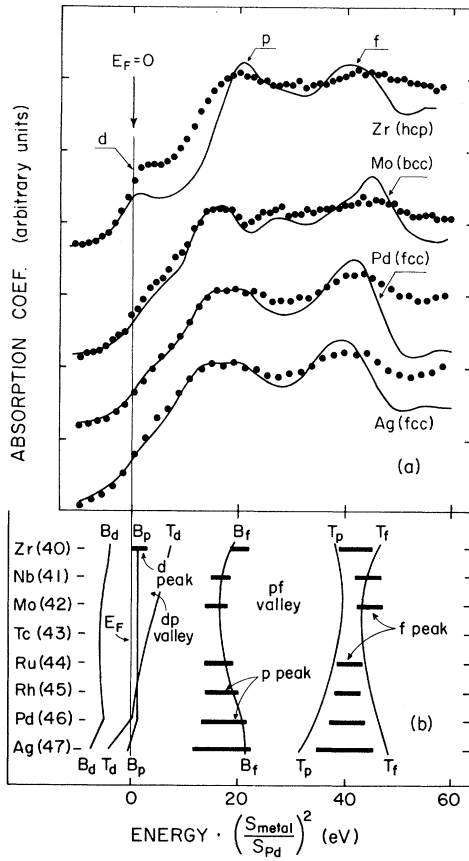 p
f
E_F=0
d
Zr(hcp)
Mo(bcc)
Pd(fcc)
Ag(fcc)
ABSORPTION COEF. (arbitrary units)
(a)
B_d B_p T_d B_f T_p T_f
Zr(40)
Nb(41)
Mo(42)
Tc(43)
Ru(44)
Rh(45)
Pd(46)
Ag(47)
d
peak
dp
valley
E_F
pf
valley
p peak
f peak
(b)
B_d T_d B_p B_f T_p T_f
0 20 40 60
ENERGY · (S_metal/S_Pd)^2 (eV)